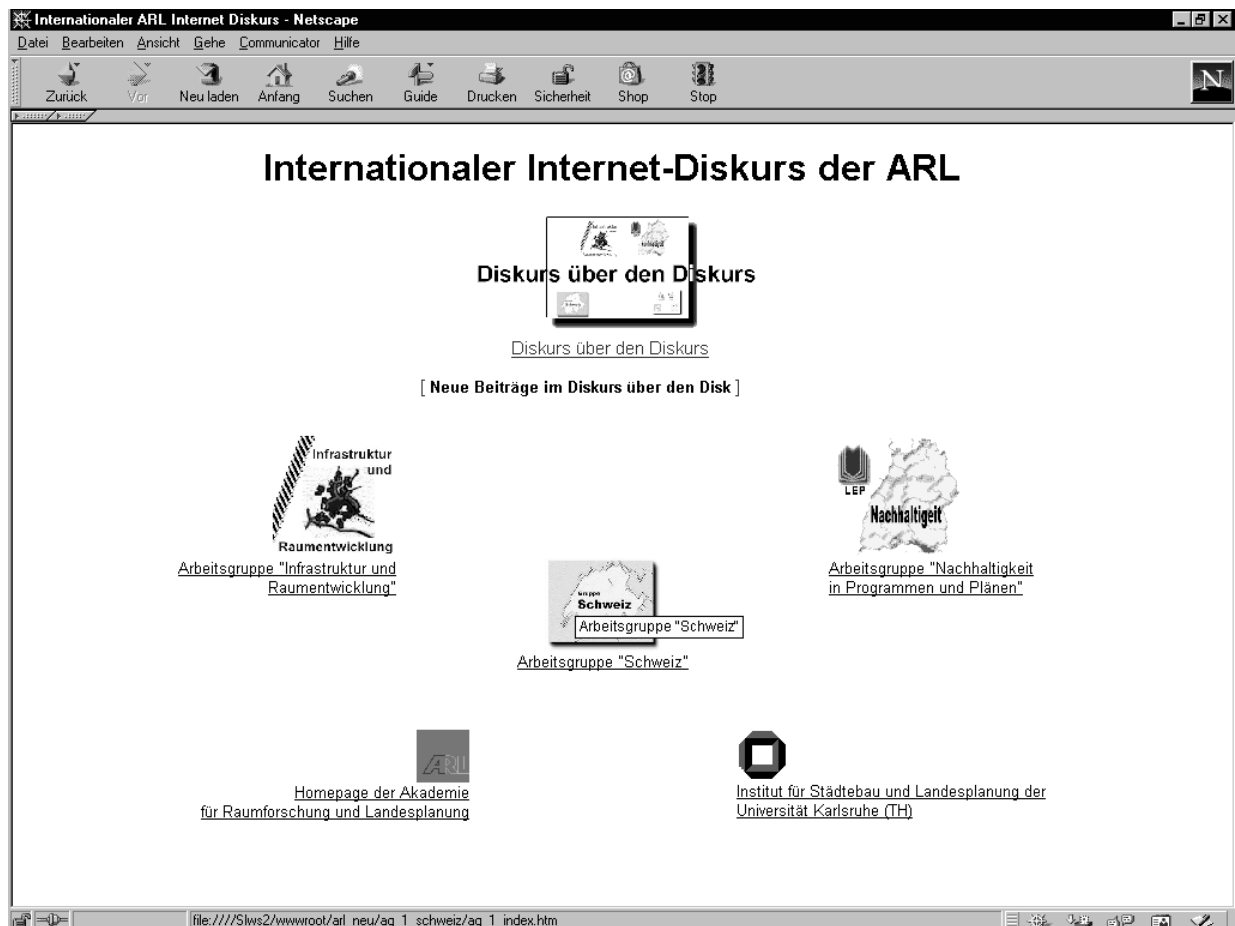 Internationaler ARL Internet Diskurs - Netscape
Datei Bearbeiten Ansicht Gehe Communicator Hilfe
Zurück Vor Neu laden Anfang Suchen Guide Drucken Sicherheit Shop Stop
N
Internationaler Internet-Diskurs der ARL
Diskurs über den Diskurs
Diskurs über den Diskurs
[ Neue Beiträge im Diskurs über den Disk ]
Infrastruktur
und
Raumentwicklung
Arbeitsgruppe "Infrastruktur und
Raumentwicklung"
LEP
Nachhaltigeit
Arbeitsgruppe "Nachhaltigkeit
in Programmen und Plänen"
Gruppe
Schweiz
Arbeitsgruppe "Schweiz"
Arbeitsgruppe "Schweiz"
ARL
Homepage der Akademie
für Raumforschung und Landesplanung
Institut für Städtebau und Landesplanung der
Universität Karlsruhe (TH)
file:////Slws2/wwwroot/arl_neu/ag_1_schweiz/ag_1_index.htm